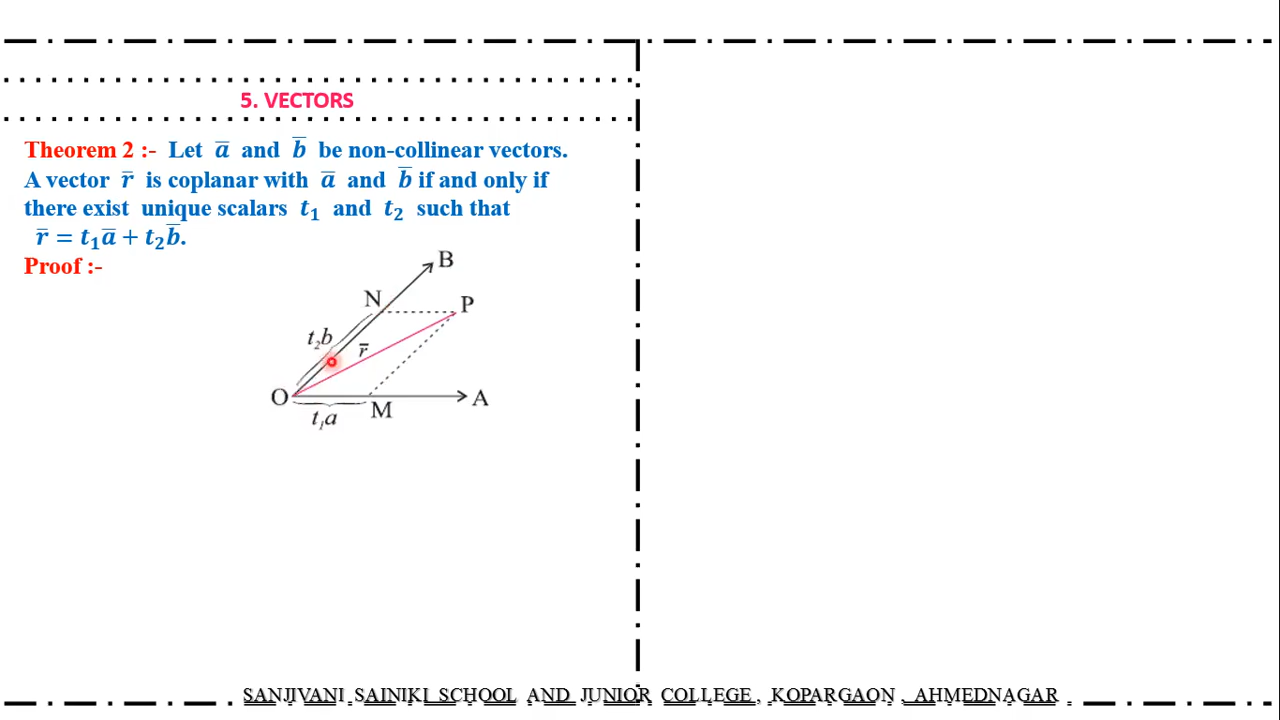 5. VECTORS
Theorem 2 :- Let a̅ and b̅ be non-collinear vectors.
A vector r̅ is coplanar with a̅ and b̅ if and only if
there exist unique scalars t₁ and t₂ such that
r̅ = t₁a̅ + t₂b̅.
Proof :-
B
N
P
t₂b
r̅
O
A
M
t₁a
SANJIVANI SAINIKI SCHOOL AND JUNIOR COLLEGE , KOPARGAON , AHMEDNAGAR